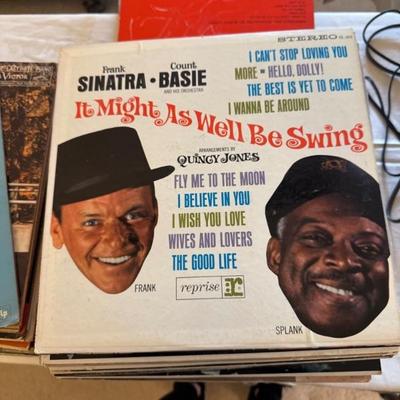 STEREO
Frank Count
SINATRA · BASIE
AND HIS ORCHESTRA
I CAN'T STOP LOVING YOU
MORE • HELLO, DOLLY!
THE BEST IS YET TO COME
I WANNA BE AROUND
It Might As Well Be Swing
ARRANGEMENTS BY
QUINCY JONES
FLY ME TO THE MOON
I BELIEVE IN YOU
I WISH YOU LOVE
WIVES AND LOVERS
THE GOOD LIFE
FRANK
reprise
SPLANK